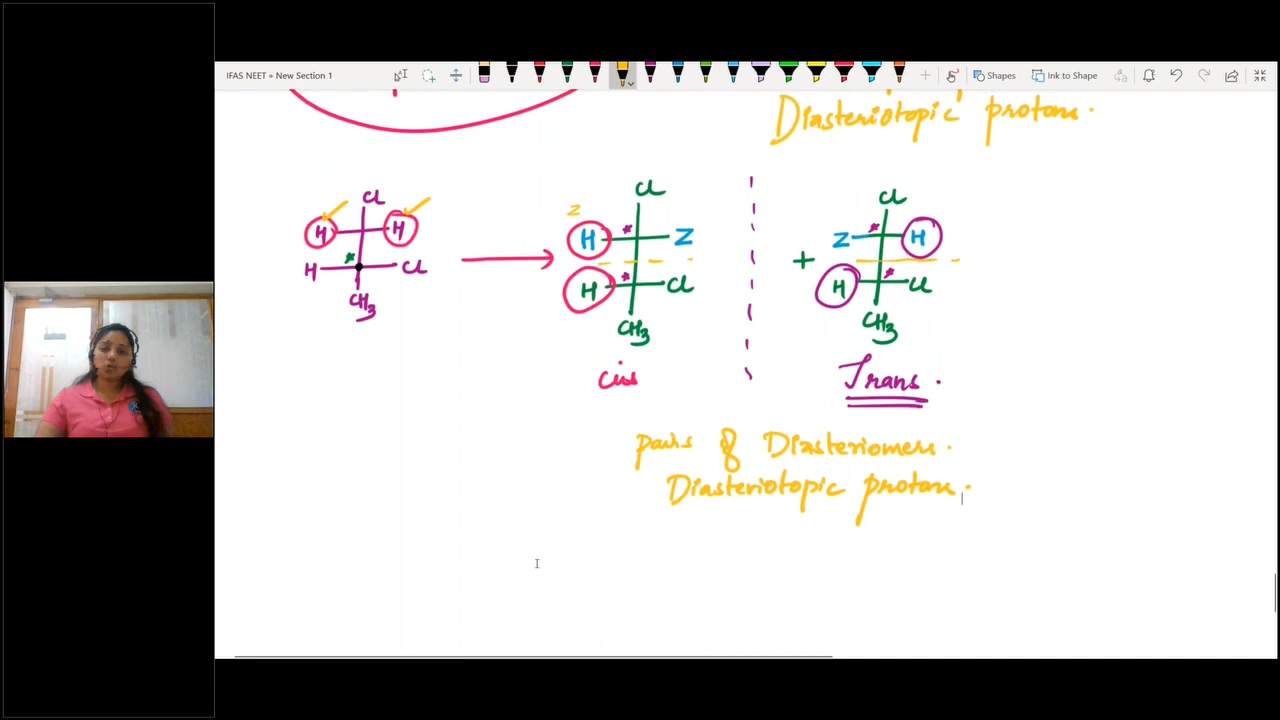 IFAS NEET » New Section 1
Shapes
Ink to Shape
Diasteriotopic protons.
Cl
H H
H * Cl
CH3
Z
Cl
H * Z
H * Cl
CH3
cis
+
Cl
Z * H
H * Cl
CH3
Trans.
pairs of Diasteriomers.
Diasteriotopic protons.